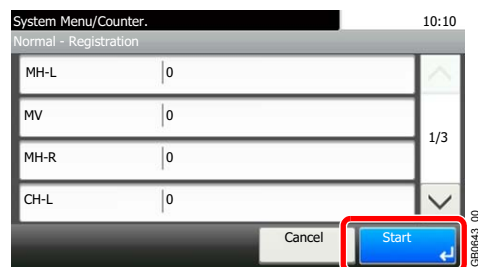 System Menu/Counter. 10:10
Normal - Registration
MH-L 0
MV 0
1/3
MH-R 0
CH-L 0
Cancel Start
GB0643_00